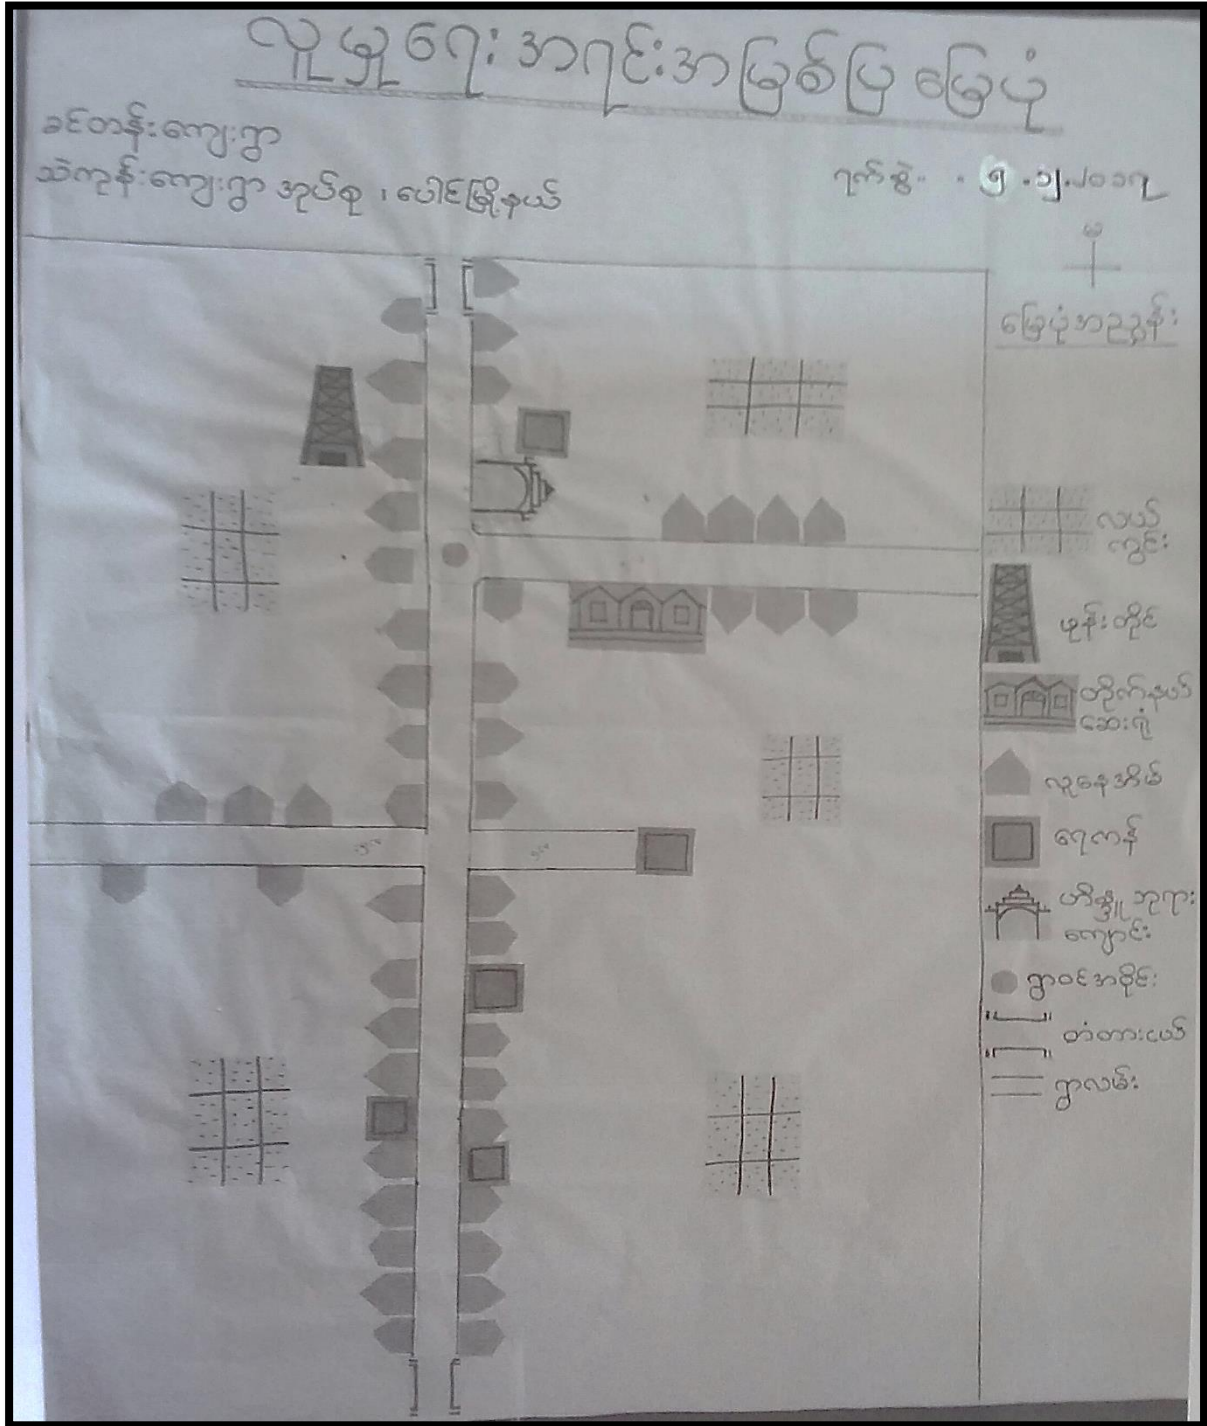 လူမှုရေးအရင်းအမြစ်ပြ မြေပုံ
ခင်တန်းကျေးရွာ
သဲကုန်းကျေးရွာ အုပ်စု ၊ ပေါင်မြို့နယ်
ရက်စွဲ - - ၅.၁၂.၂၀၁၇
မြေပုံအညွှန်း
လယ်
ကွင်း
ဖုန်းတိုင်
တိုက်နယ်
ဆေးရုံ
လူနေအိမ်
ရေကန်
ဟိန္ဒူ ဘုရား
ကျောင်း
ရွာဝင်အဝိုင်း
တံတားငယ်
ရွာလမ်း